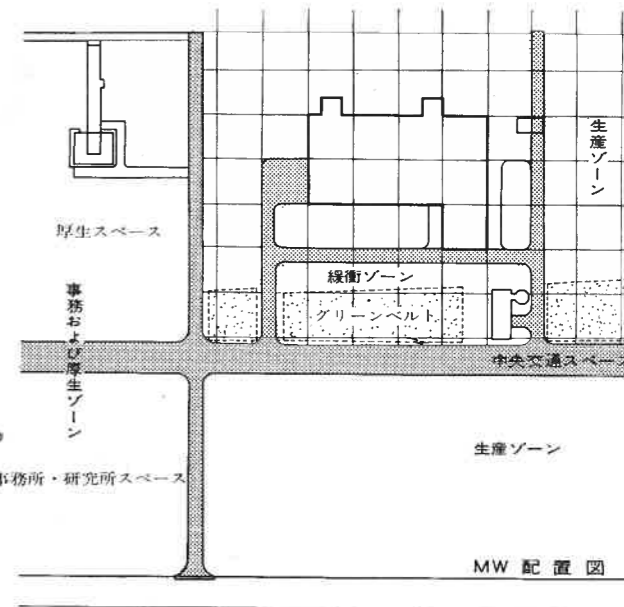 生産ゾーン
厚生スペース
緩衝ゾーン
グリーンベルト
事務および厚生ゾーン
中央交通スペース
生産ゾーン
事務所・研究所スペース
MW 配置図